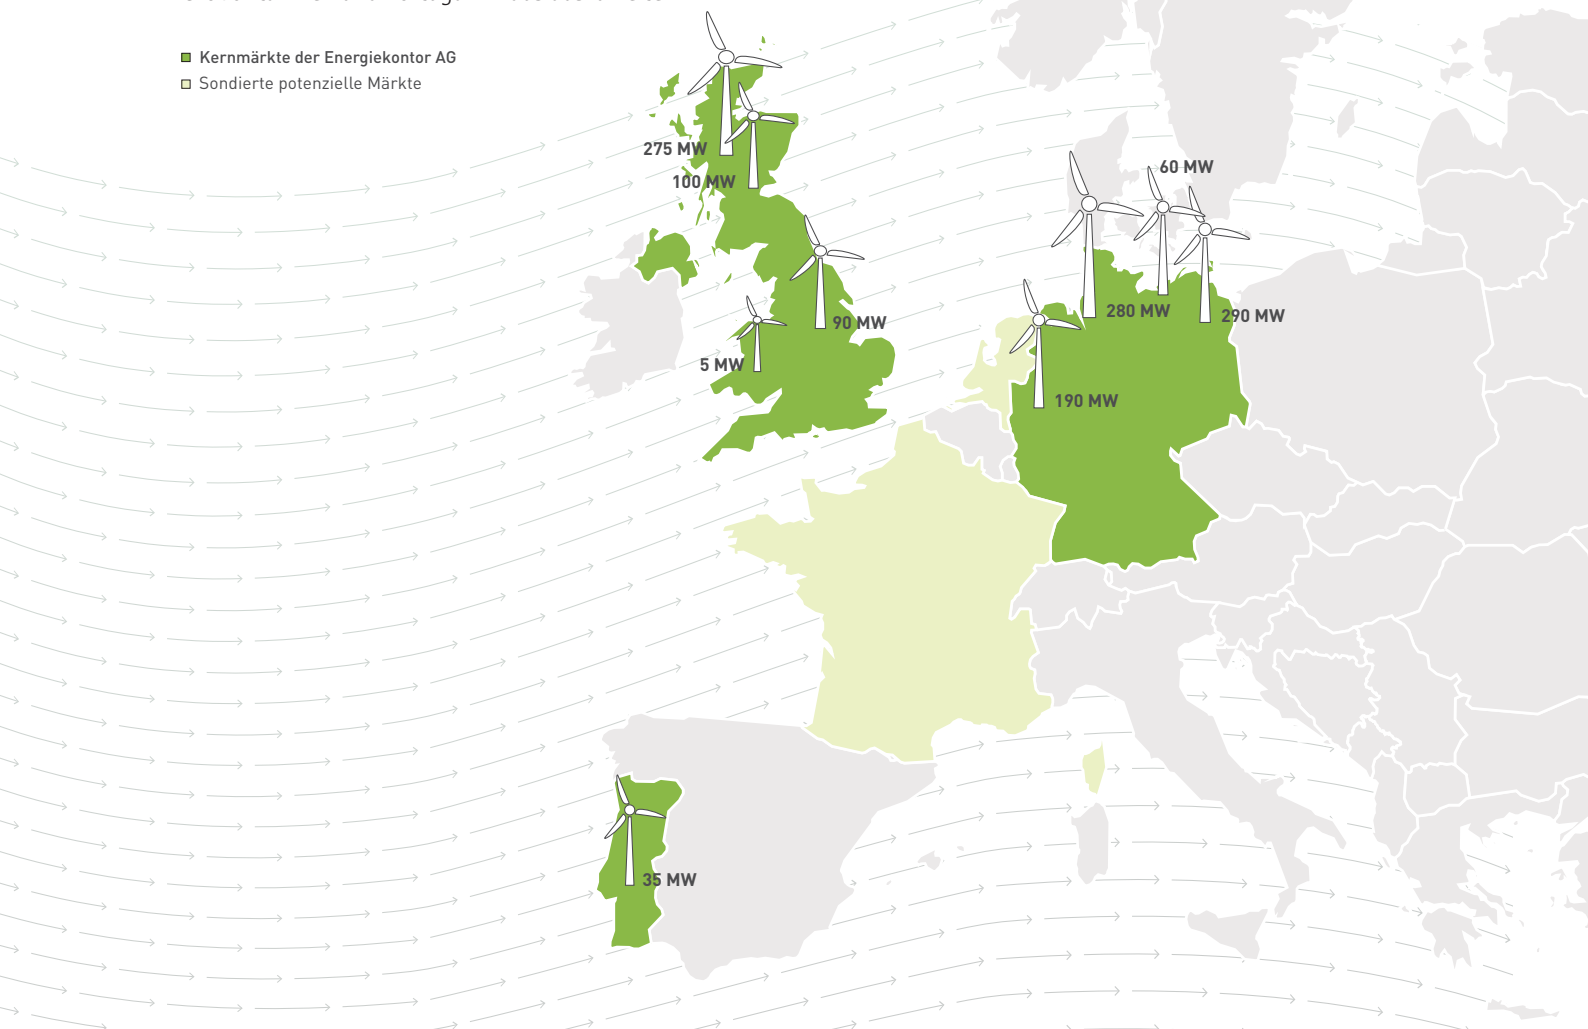 Kernmärkte der Energiekontor AG
Sondierte potenzielle Märkte
275 MW
100 MW
60 MW
90 MW
5 MW
280 MW
290 MW
190 MW
35 MW